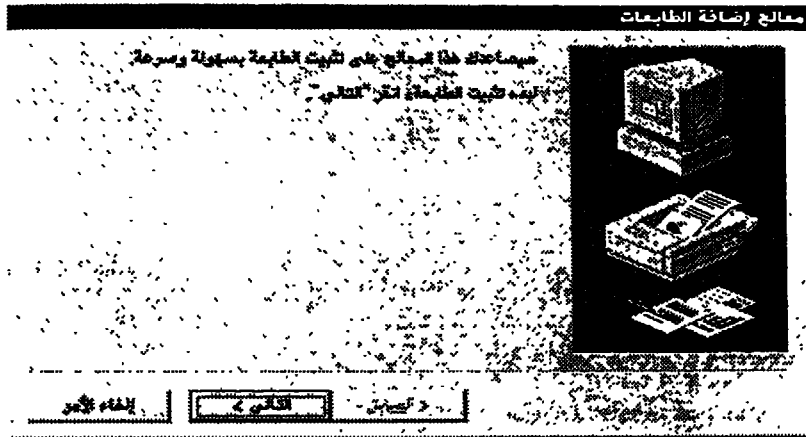 معالج إضافة الطابعات
سيساعدك هذا المعالج على تثبيت الطابعة بسهولة وسرعة.
لبدء تثبيت الطابعة، انقر "التالي".
< السابق
التالي >
إلغاء الأمر